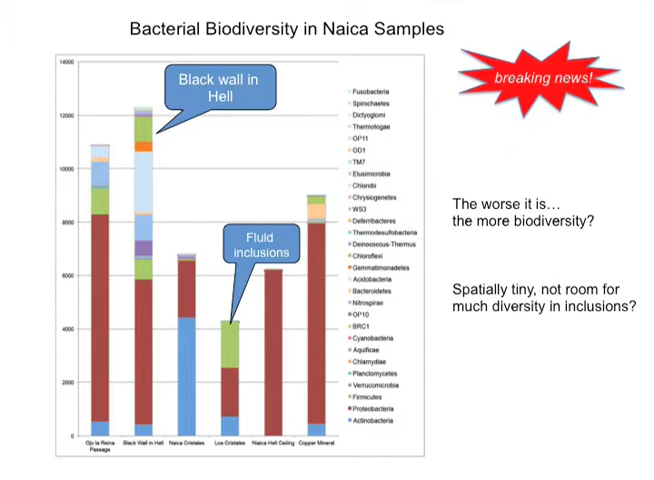 Bacterial Biodiversity in Naica Samples
breaking news!
Black wall in
Hell
Fluid
inclusions
The worse it is…
the more biodiversity?
Spatially tiny, not room for
much diversity in inclusions?
14000
12000
10000
8000
6000
4000
2000
0
Ojo la Reina
Passage
Black Wall in Hell
Naica Cristales
Los Cristales
Naica Hell Ceiling
Copper Mineral
Fusobacteria
Spirochaetes
Dictyoglomi
Thermotogae
OP11
OD1
TM7
Elusimicrobia
Chlorobi
Chrysiogenetes
WS3
Deferribacteres
Thermodesulfobacteria
Deinococcus-Thermus
Chloroflexi
Gemmatimonadetes
Acidobacteria
Bacteroidetes
Nitrospirae
OP10
BRC1
Cyanobacteria
Aquificae
Chlamydiae
Planctomycetes
Verrucomicrobia
Firmicutes
Proteobacteria
Actinobacteria